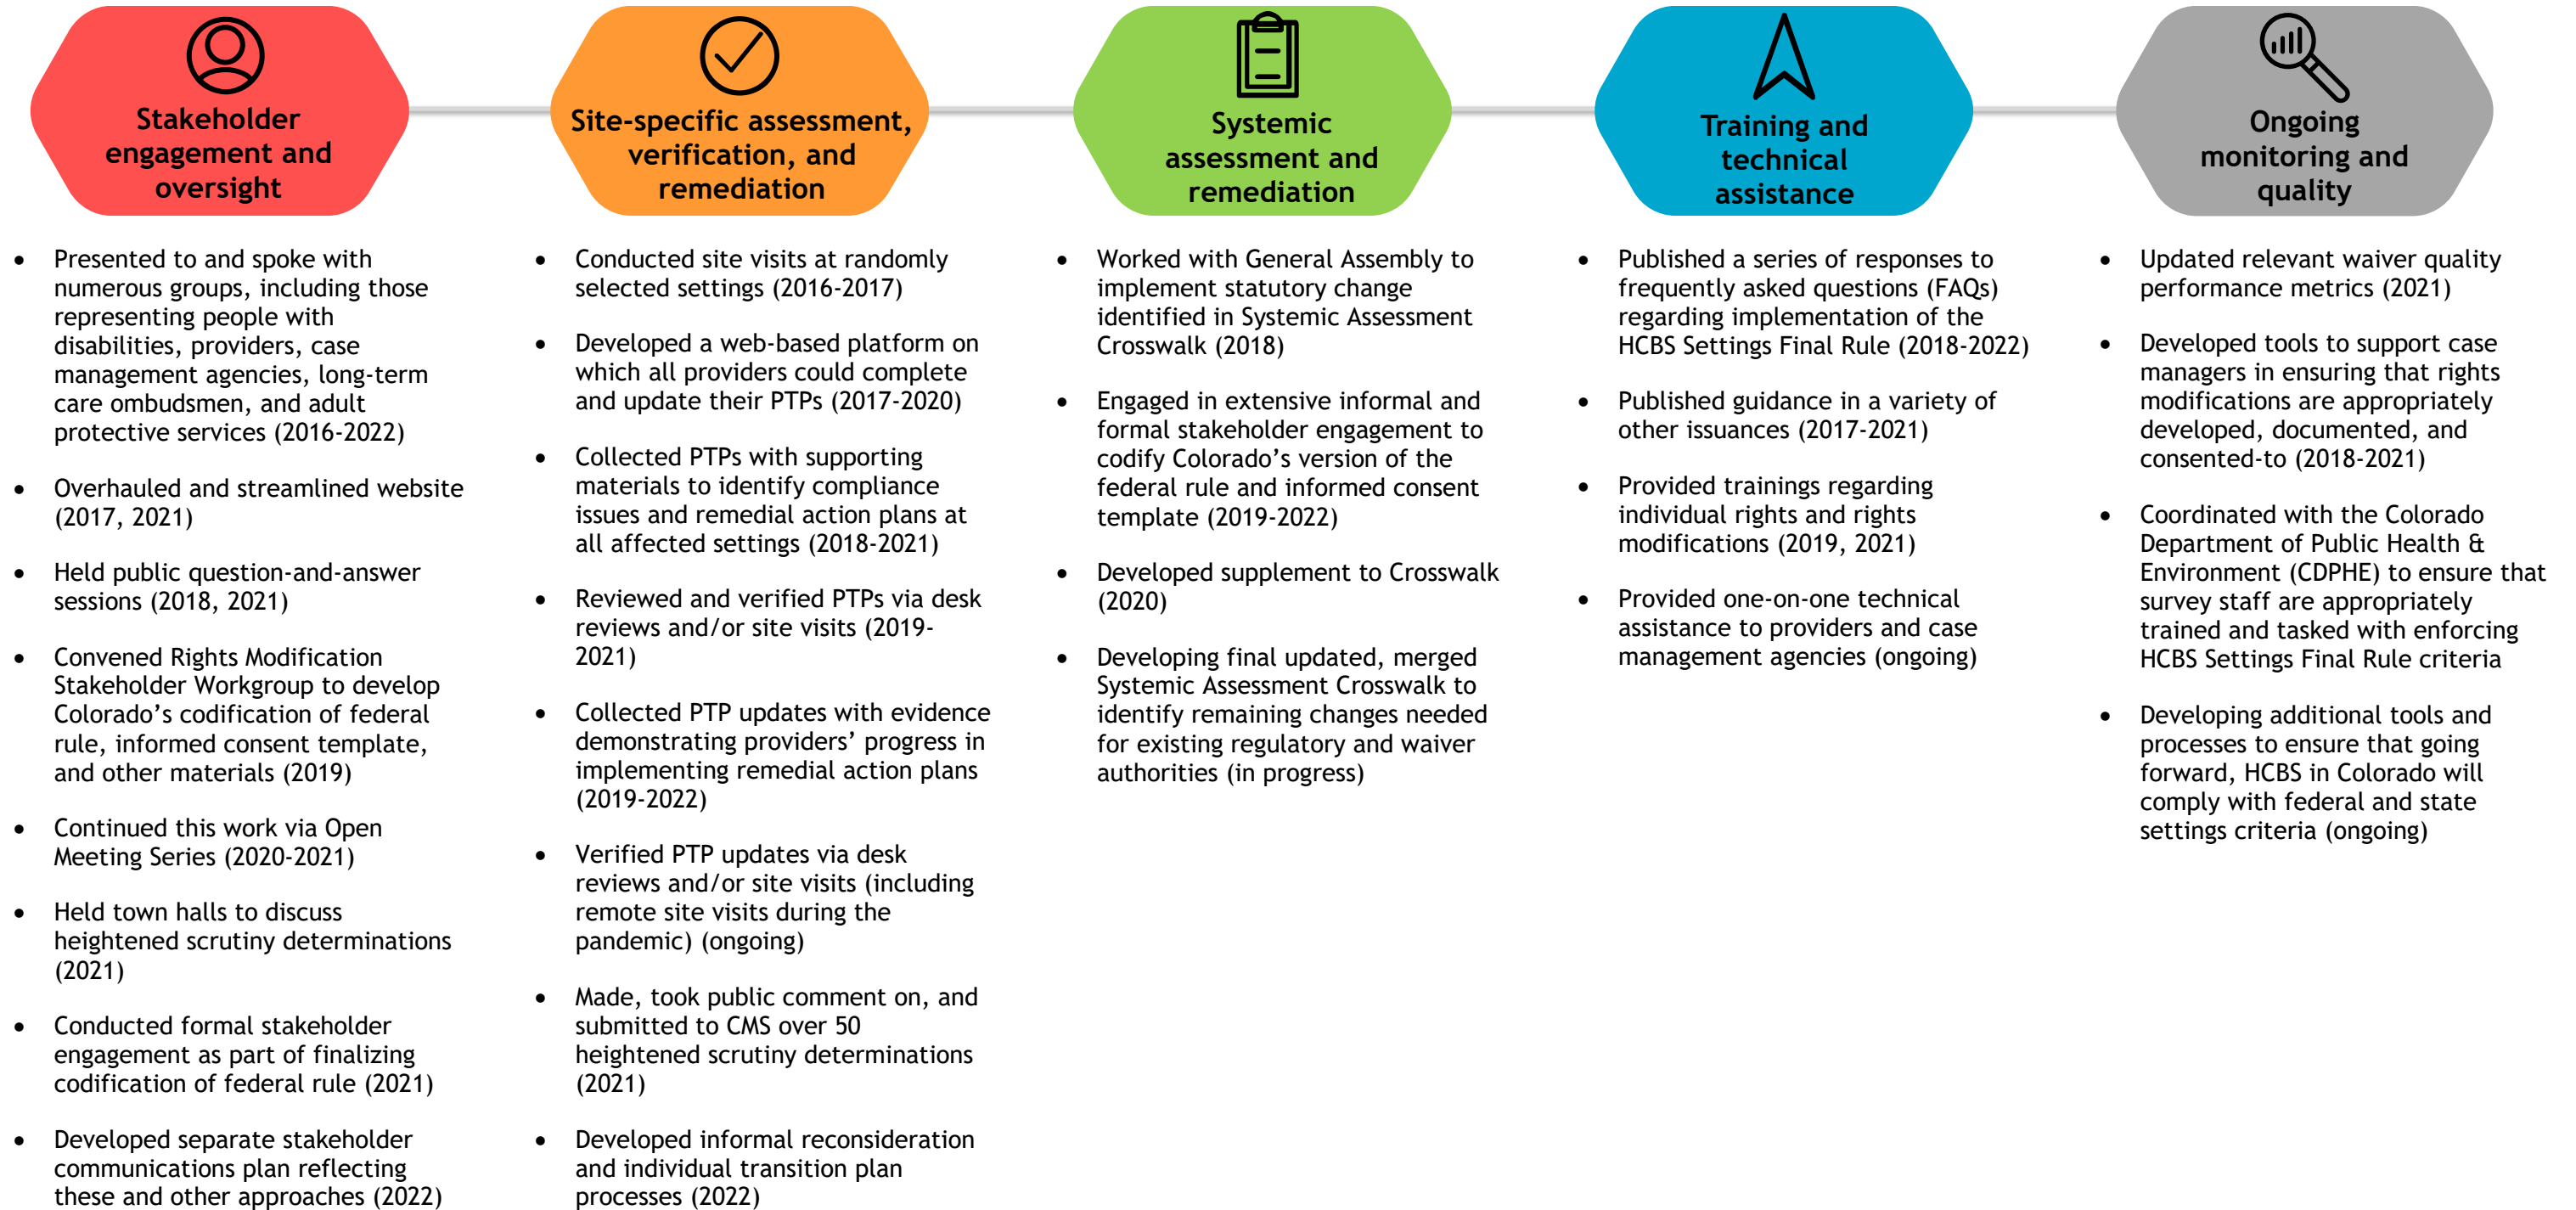 Stakeholder
engagement and
oversight
• Presented to and spoke with
numerous groups, including those
representing people with
disabilities, providers, case
management agencies, long-term
care ombudsmen, and adult
protective services (2016-2022)
• Overhauled and streamlined website
(2017, 2021)
• Held public question-and-answer
sessions (2018, 2021)
• Convened Rights Modification
Stakeholder Workgroup to develop
Colorado’s codification of federal
rule, informed consent template,
and other materials (2019)
• Continued this work via Open
Meeting Series (2020-2021)
• Held town halls to discuss
heightened scrutiny determinations
(2021)
• Conducted formal stakeholder
engagement as part of finalizing
codification of federal rule (2021)
• Developed separate stakeholder
communications plan reflecting
these and other approaches (2022)
Site-specific assessment,
verification, and
remediation
• Conducted site visits at randomly
selected settings (2016-2017)
• Developed a web-based platform on
which all providers could complete
and update their PTPs (2017-2020)
• Collected PTPs with supporting
materials to identify compliance
issues and remedial action plans at
all affected settings (2018-2021)
• Reviewed and verified PTPs via desk
reviews and/or site visits (2019-
2021)
• Collected PTP updates with evidence
demonstrating providers’ progress in
implementing remedial action plans
(2019-2022)
• Verified PTP updates via desk
reviews and/or site visits (including
remote site visits during the
pandemic) (ongoing)
• Made, took public comment on, and
submitted to CMS over 50
heightened scrutiny determinations
(2021)
• Developed informal reconsideration
and individual transition plan
processes (2022)
Systemic
assessment and
remediation
• Worked with General Assembly to
implement statutory change
identified in Systemic Assessment
Crosswalk (2018)
• Engaged in extensive informal and
formal stakeholder engagement to
codify Colorado’s version of the
federal rule and informed consent
template (2019-2022)
• Developed supplement to Crosswalk
(2020)
• Developing final updated, merged
Systemic Assessment Crosswalk to
identify remaining changes needed
for existing regulatory and waiver
authorities (in progress)
Training and
technical
assistance
• Published a series of responses to
frequently asked questions (FAQs)
regarding implementation of the
HCBS Settings Final Rule (2018-2022)
• Published guidance in a variety of
other issuances (2017-2021)
• Provided trainings regarding
individual rights and rights
modifications (2019, 2021)
• Provided one-on-one technical
assistance to providers and case
management agencies (ongoing)
Ongoing
monitoring and
quality
• Updated relevant waiver quality
performance metrics (2021)
• Developed tools to support case
managers in ensuring that rights
modifications are appropriately
developed, documented, and
consented-to (2018-2021)
• Coordinated with the Colorado
Department of Public Health &
Environment (CDPHE) to ensure that
survey staff are appropriately
trained and tasked with enforcing
HCBS Settings Final Rule criteria
• Developing additional tools and
processes to ensure that going
forward, HCBS in Colorado will
comply with federal and state
settings criteria (ongoing)